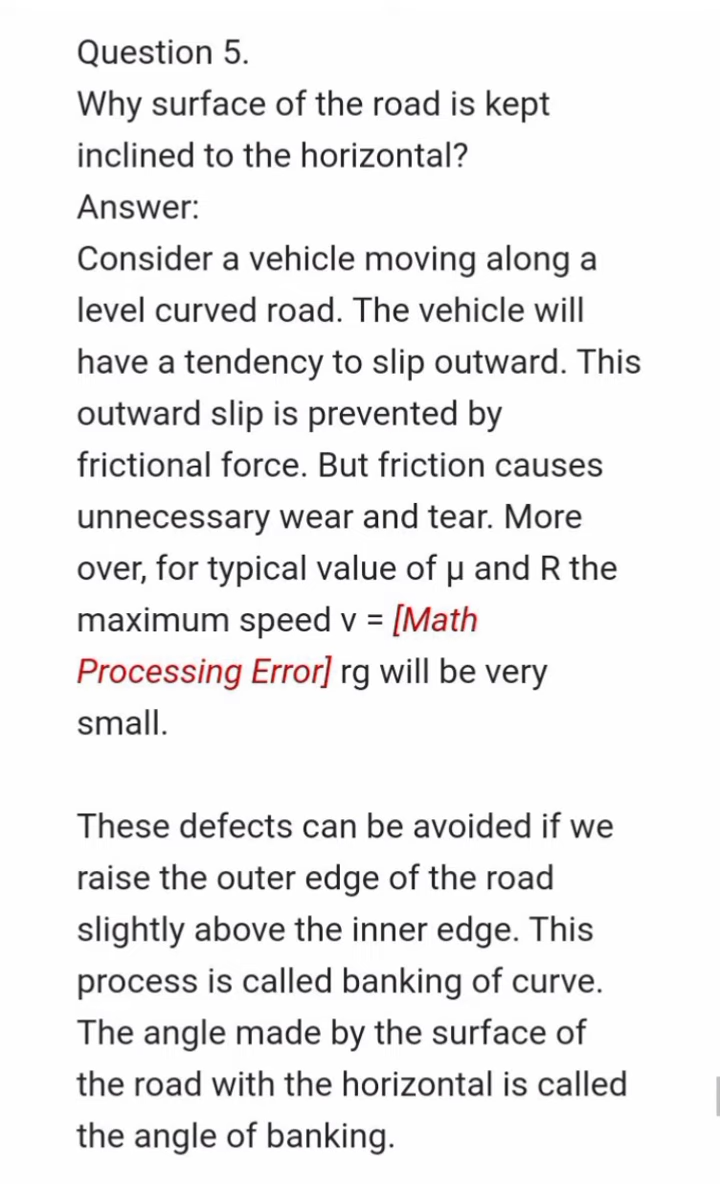 Question 5.
Why surface of the road is kept
inclined to the horizontal?
Answer:
Consider a vehicle moving along a
level curved road. The vehicle will
have a tendency to slip outward. This
outward slip is prevented by
frictional force. But friction causes
unnecessary wear and tear. More
over, for typical value of μ and R the
maximum speed v = [Math
Processing Error] rg will be very
small.
These defects can be avoided if we
raise the outer edge of the road
slightly above the inner edge. This
process is called banking of curve.
The angle made by the surface of
the road with the horizontal is called
the angle of banking.